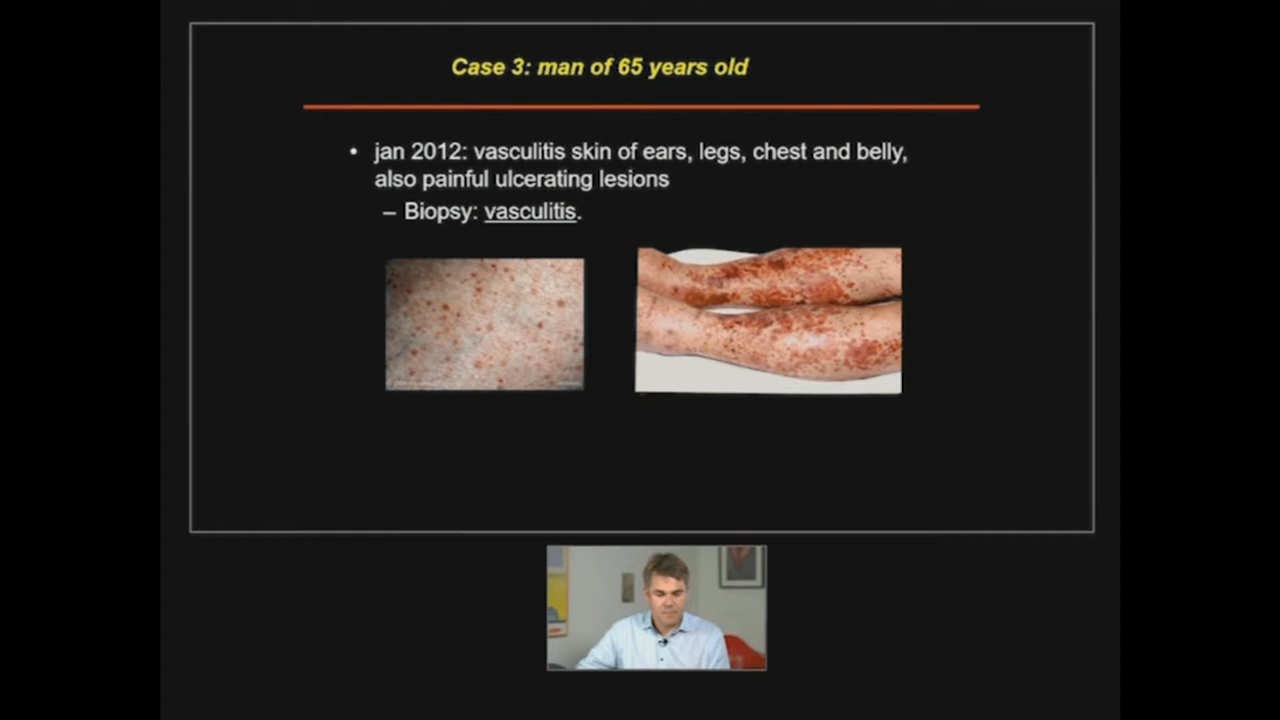 Case 3: man of 65 years old
• jan 2012: vasculitis skin of ears, legs, chest and belly,
also painful ulcerating lesions
– Biopsy: vasculitis.